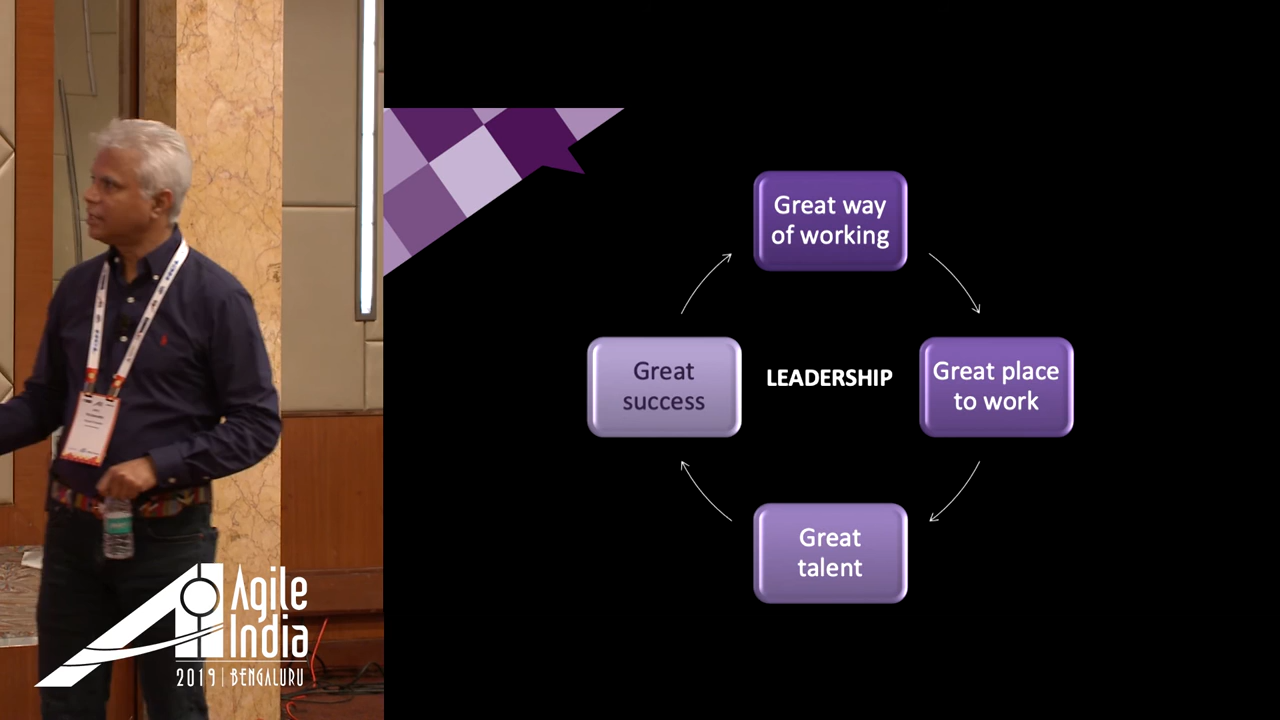 Great way
of working
Great
success
LEADERSHIP
Great place
to work
Great
talent
Agile
India
2019 | BENGALURU